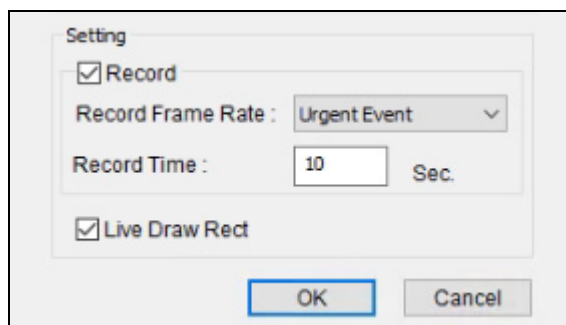 Setting
Record
Record Frame Rate : Urgent Event
Record Time : 10 Sec.
Live Draw Rect
OK Cancel